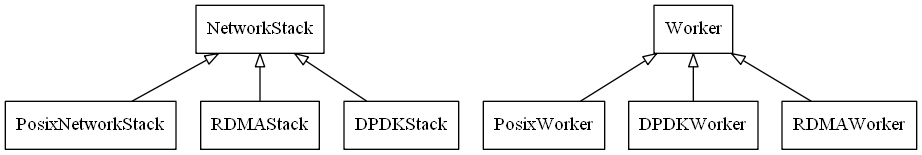 NetworkStack
Worker
PosixNetworkStack
RDMAStack
DPDKStack
PosixWorker
DPDKWorker
RDMAWorker